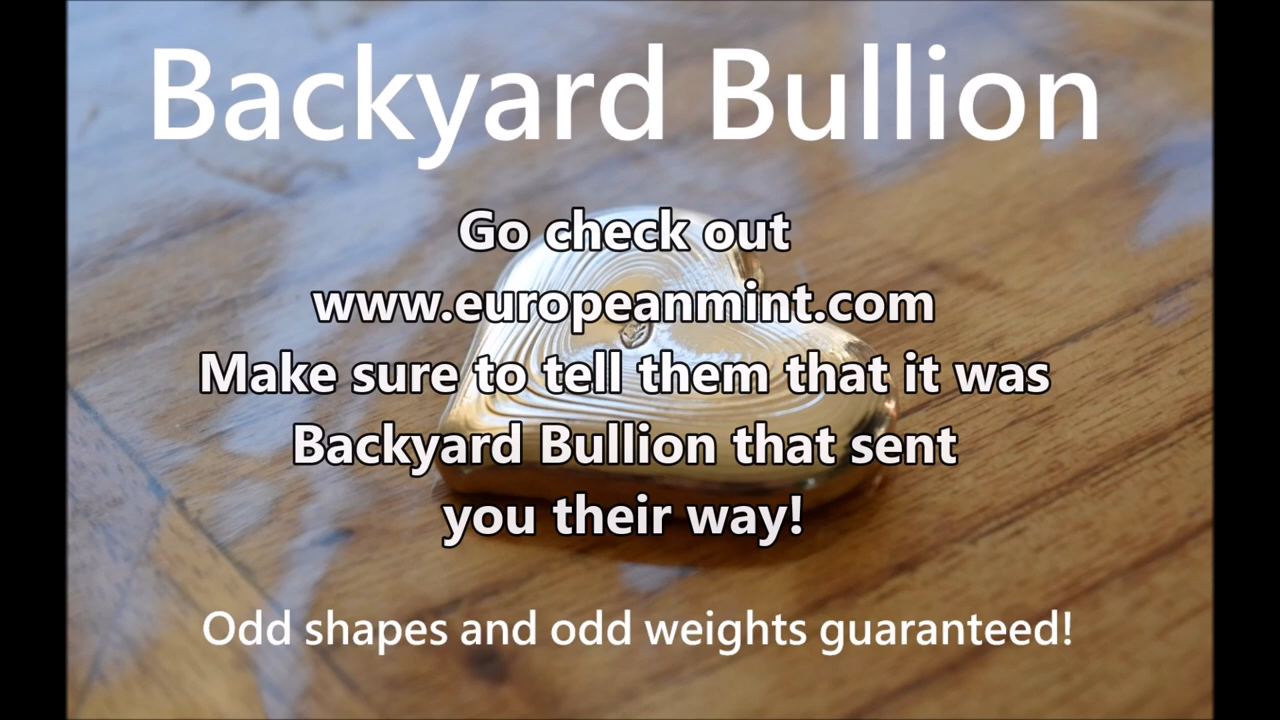 Backyard Bullion
Go check out
www.europeanmint.com
Make sure to tell them that it was
Backyard Bullion that sent
you their way!
Odd shapes and odd weights guaranteed!